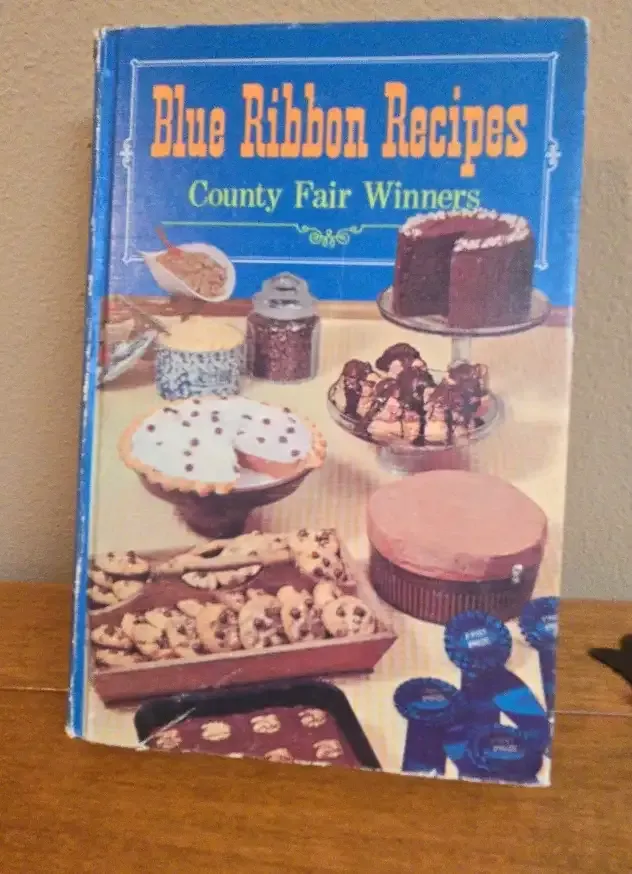 Blue Ribbon Recipes
County Fair Winners